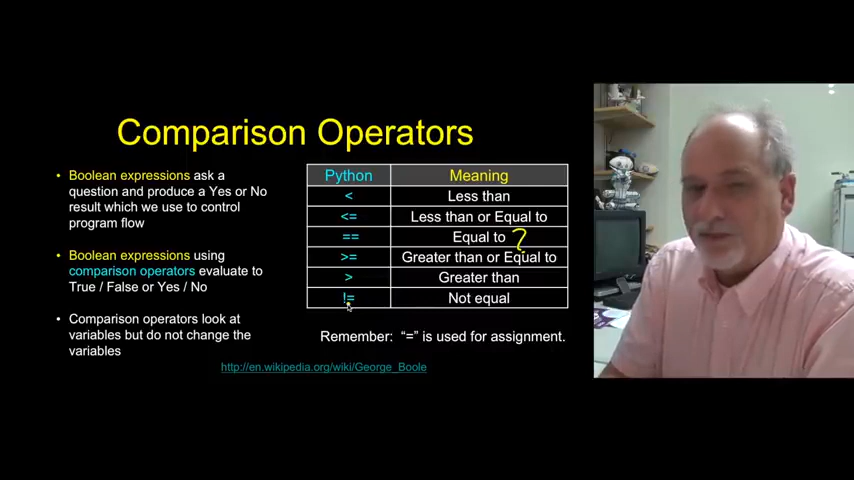 Comparison Operators
• Boolean expressions ask a
question and produce a Yes or No
result which we use to control
program flow
• Boolean expressions using
comparison operators evaluate to
True / False or Yes / No
• Comparison operators look at
variables but do not change the
variables
Python Meaning
< Less than
<= Less than or Equal to
== Equal to ?
>= Greater than or Equal to
> Greater than
!= Not equal
Remember: “=” is used for assignment.
http://en.wikipedia.org/wiki/George_Boole